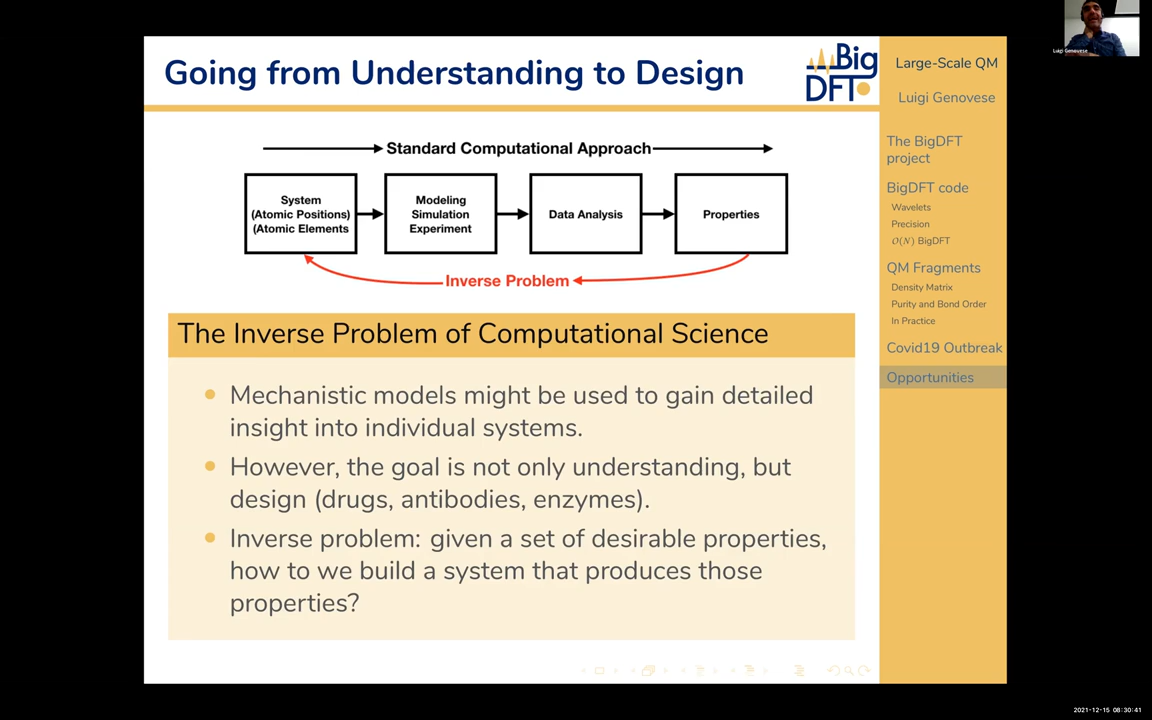 Going from Understanding to Design
Big
DFT
Standard Computational Approach
System
(Atomic Positions)
(Atomic Elements
Modeling
Simulation
Experiment
Data Analysis
Properties
Inverse Problem
The Inverse Problem of Computational Science
Mechanistic models might be used to gain detailed
insight into individual systems.
However, the goal is not only understanding, but
design (drugs, antibodies, enzymes).
Inverse problem: given a set of desirable properties,
how to we build a system that produces those
properties?
Large-Scale QM
Luigi Genovese
The BigDFT
project
BigDFT code
Wavelets
Precision
O(N) BigDFT
QM Fragments
Density Matrix
Purity and Bond Order
In Practice
Covid19 Outbreak
Opportunities
Luigi Genovese
2021-12-15 08:30:41